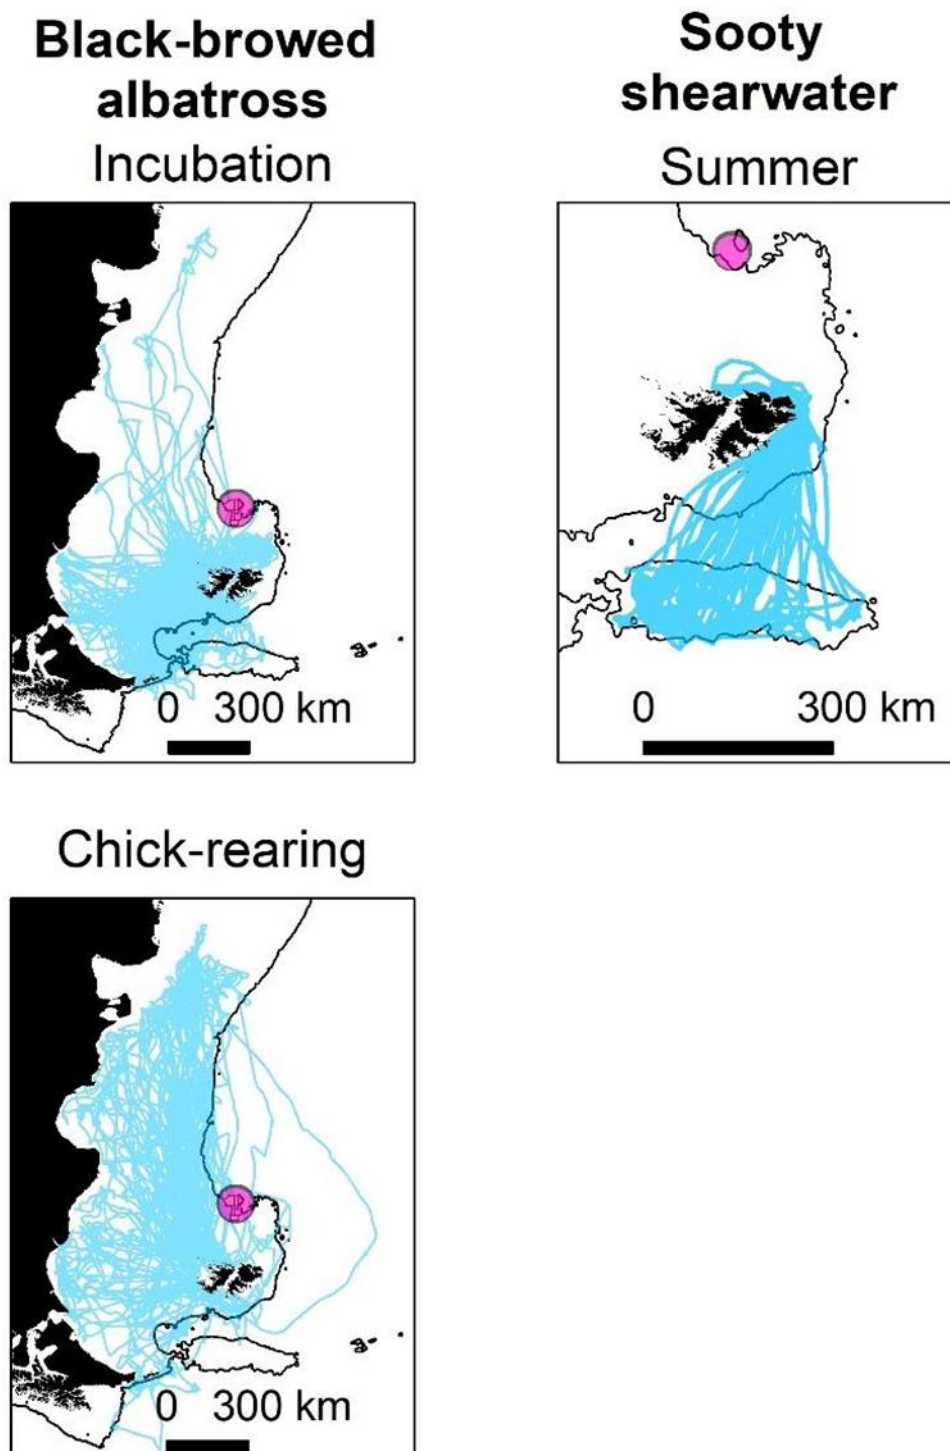 Black-browed
albatross
Incubation
0 300 km
Sooty
shearwater
Summer
0 300 km
Chick-rearing
0 300 km